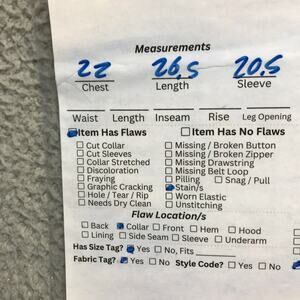 Measurements
22 26,5 20.5
Chest Length Sleeve
Waist Length Inseam Rise Leg Opening
Item Has Flaws Item Has No Flaws
Cut Collar Missing / Broken Button
Cut Sleeves Missing / Broken Zipper
Collar Stretched Missing Drawstring
Discoloration Missing Belt Loop
Fraying Pilling Snag / Pull
Graphic Cracking Stain/s
Hole / Tear / Rip Worn Elastic
Needs Dry Clean Unstitching
Flaw Location/s
Back Collar Front Hem Hood
Lining Side Seam Sleeve Underarm
Has Size Tag? Yes No, Fits
Fabric Tag? Yes No Style Code? Yes No